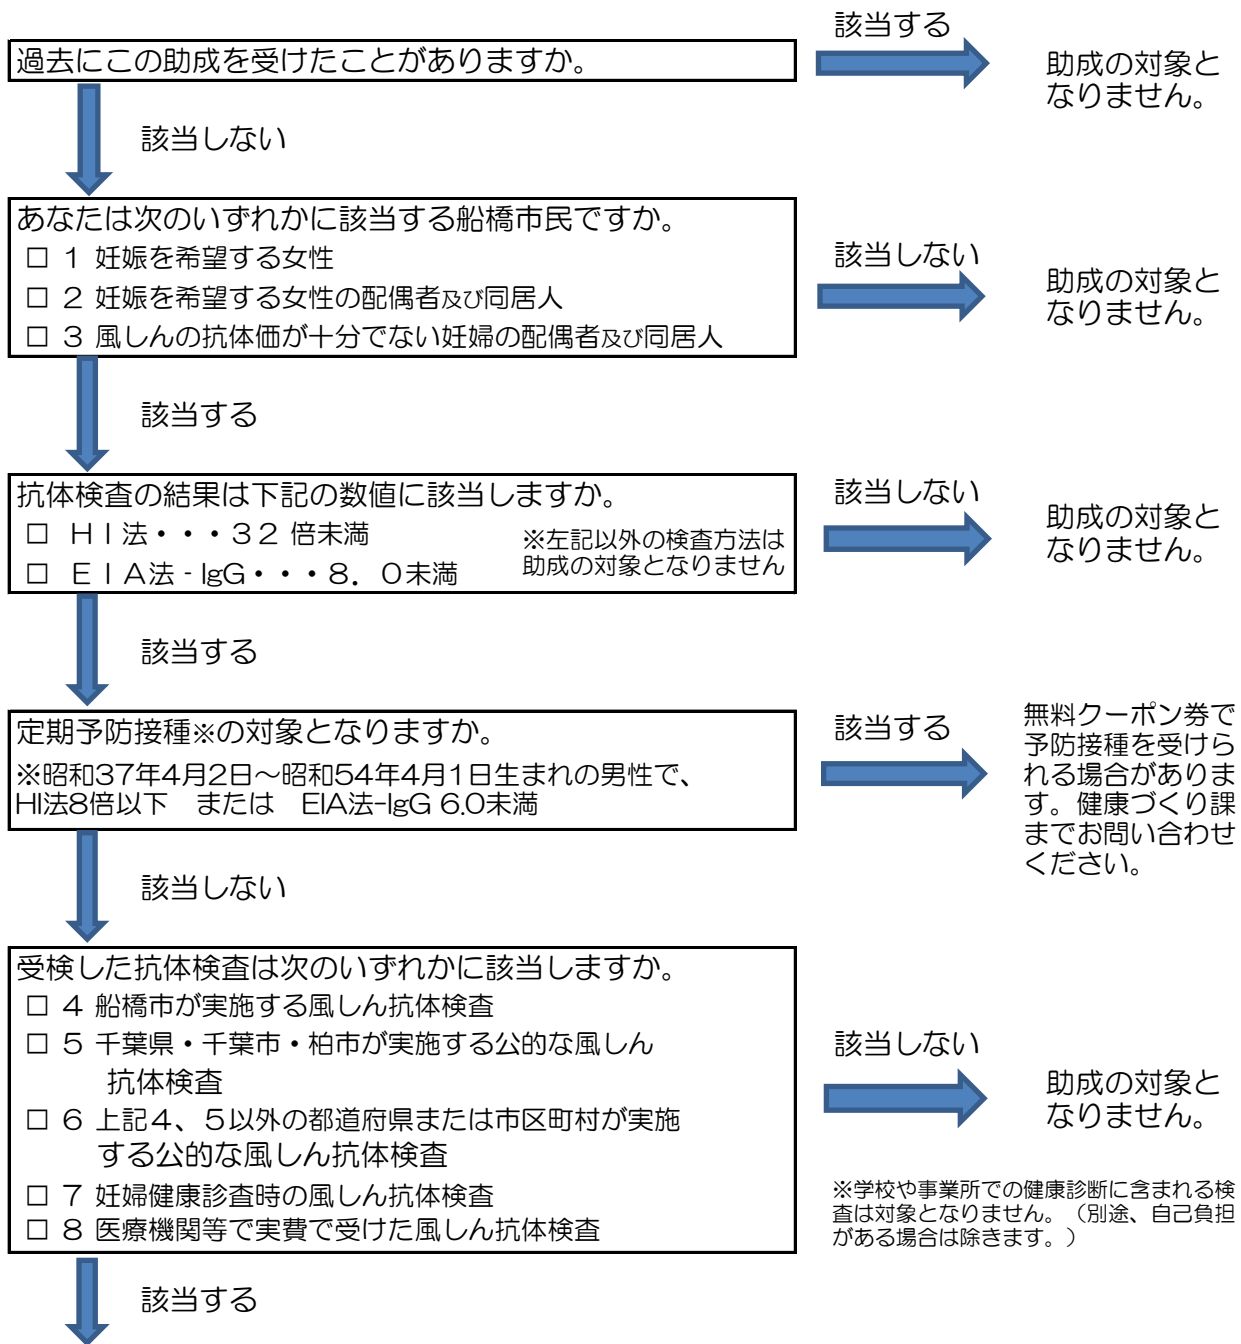 該当する
過去にこの助成を受けたことがありますか。
助成の対象と
なりません。
該当しない
あなたは次のいずれかに該当する船橋市民ですか。
□ 1 妊娠を希望する女性
□ 2 妊娠を希望する女性の配偶者及び同居人
□ 3 風しんの抗体価が十分でない妊婦の配偶者及び同居人
該当しない
助成の対象と
なりません。
該当する
抗体検査の結果は下記の数値に該当しますか。
□ HI法・・・32 倍未満
□ EIA法‐IgG・・・8.0未満
※左記以外の検査方法は
助成の対象となりません
該当しない
助成の対象と
なりません。
該当する
定期予防接種※の対象となりますか。
※昭和37年4月2日～昭和54年4月1日生まれの男性で、
HI法8倍以下 または EIA法-IgG 6.0未満
該当する
無料クーポン券で
予防接種を受けら
れる場合がありま
す。健康づくり課
までお問い合わせ
ください。
該当しない
受検した抗体検査は次のいずれかに該当しますか。
□ 4 船橋市が実施する風しん抗体検査
□ 5 千葉県・千葉市・柏市が実施する公的な風しん
抗体検査
□ 6 上記4、5以外の都道府県または市区町村が実施
する公的な風しん抗体検査
□ 7 妊婦健康診査時の風しん抗体検査
□ 8 医療機関等で実費で受けた風しん抗体検査
該当しない
助成の対象と
なりません。
※学校や事業所での健康診断に含まれる検
査は対象となりません。（別途、自己負担
がある場合は除きます。）
該当する